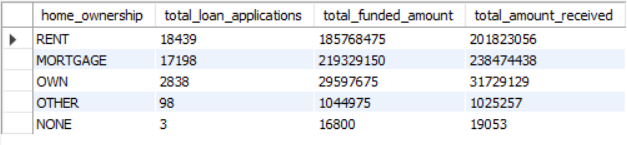 home_ownership total_loan_applications total_funded_amount total_amount_received
RENT 18439 185768475 201823056
MORTGAGE 17198 219329150 238474438
OWN 2838 29597675 31729129
OTHER 98 1044975 1025257
NONE 3 16800 19053